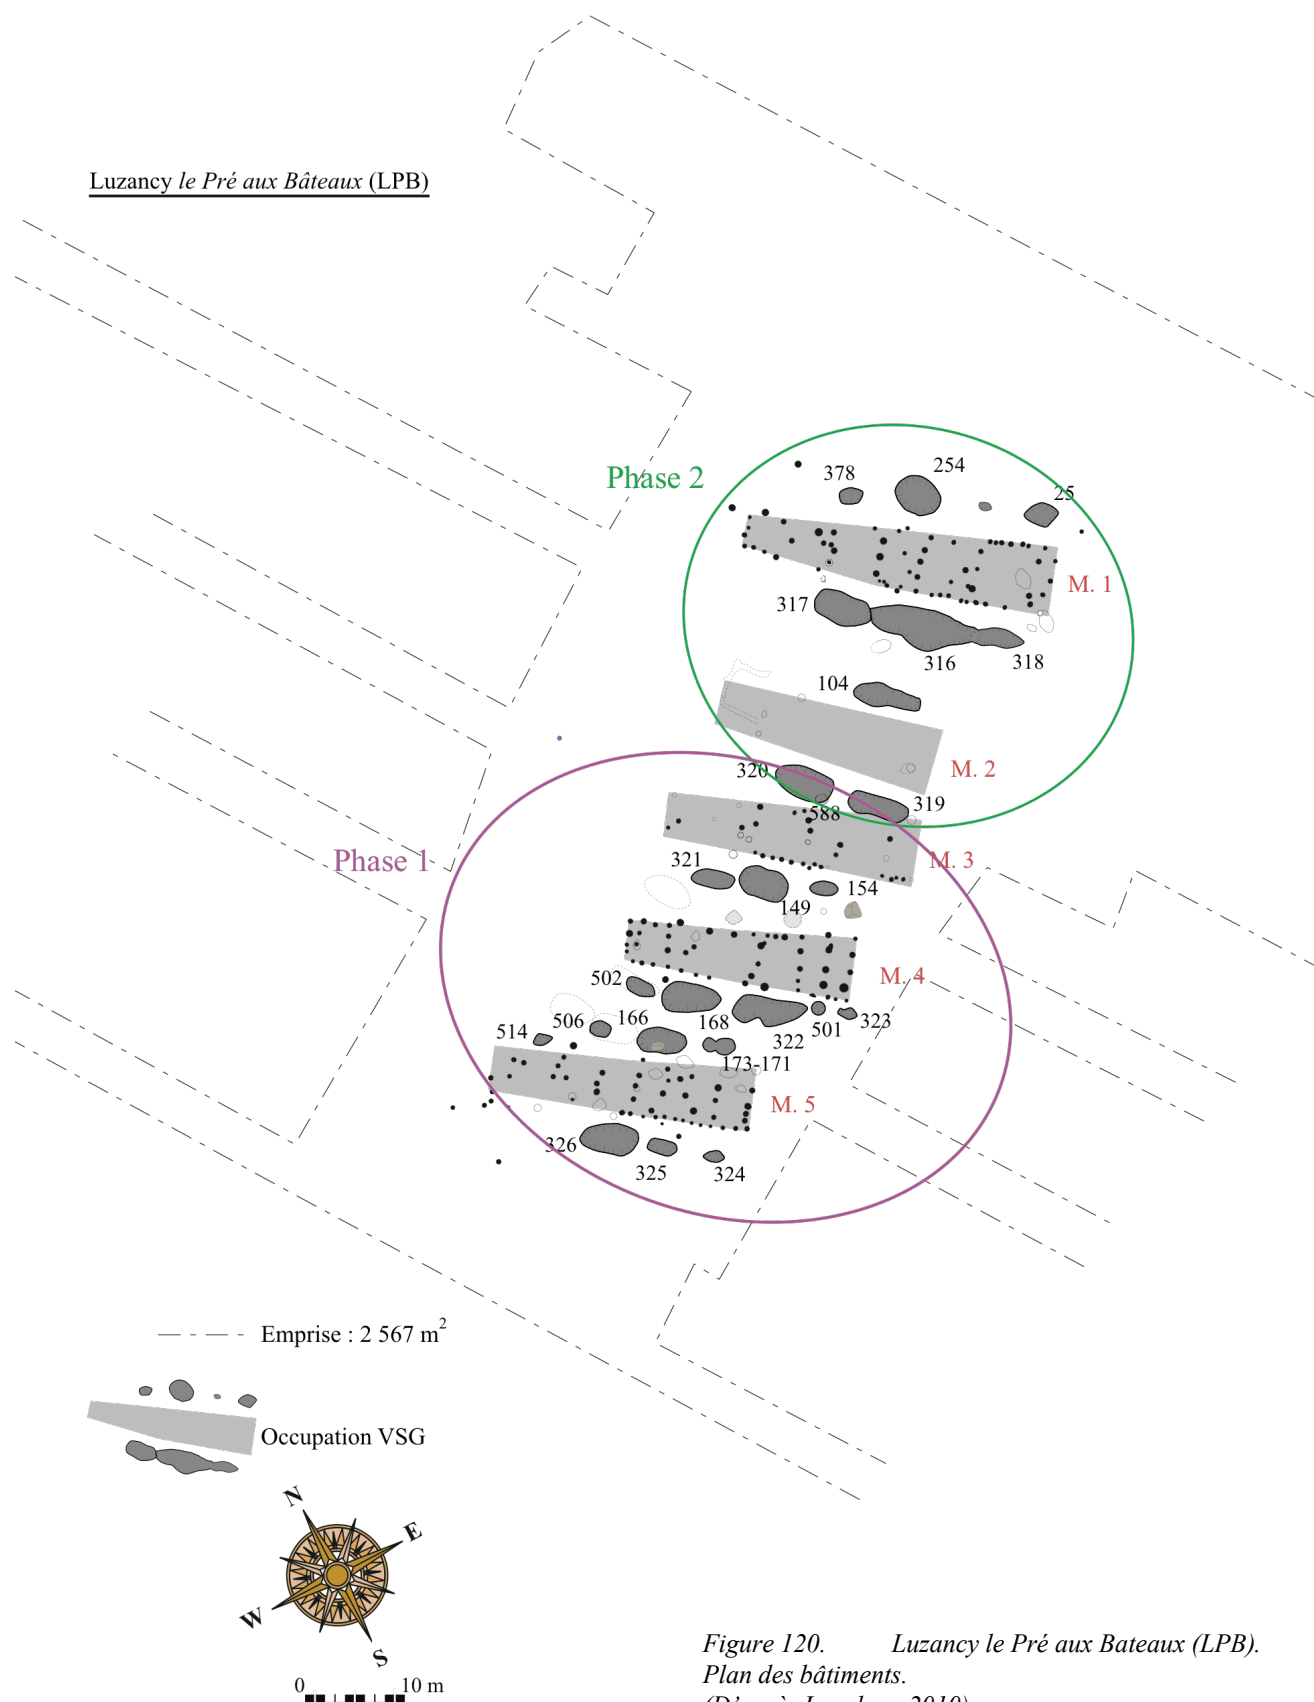 Luzancy le Pré aux Bâteaux (LPB)
Phase 2
378
254
25
M. 1
317
316
318
104
M. 2
320
319
588
Phase 1
M. 3
321
154
149
M. 4
502
506
166
168
501
323
514
322
173-171
M. 5
326
325
324
Emprise : 2 567 m²
Occupation VSG
N
E
W
S
0
10 m
Figure 120. Luzancy le Pré aux Bateaux (LPB).
Plan des bâtiments.